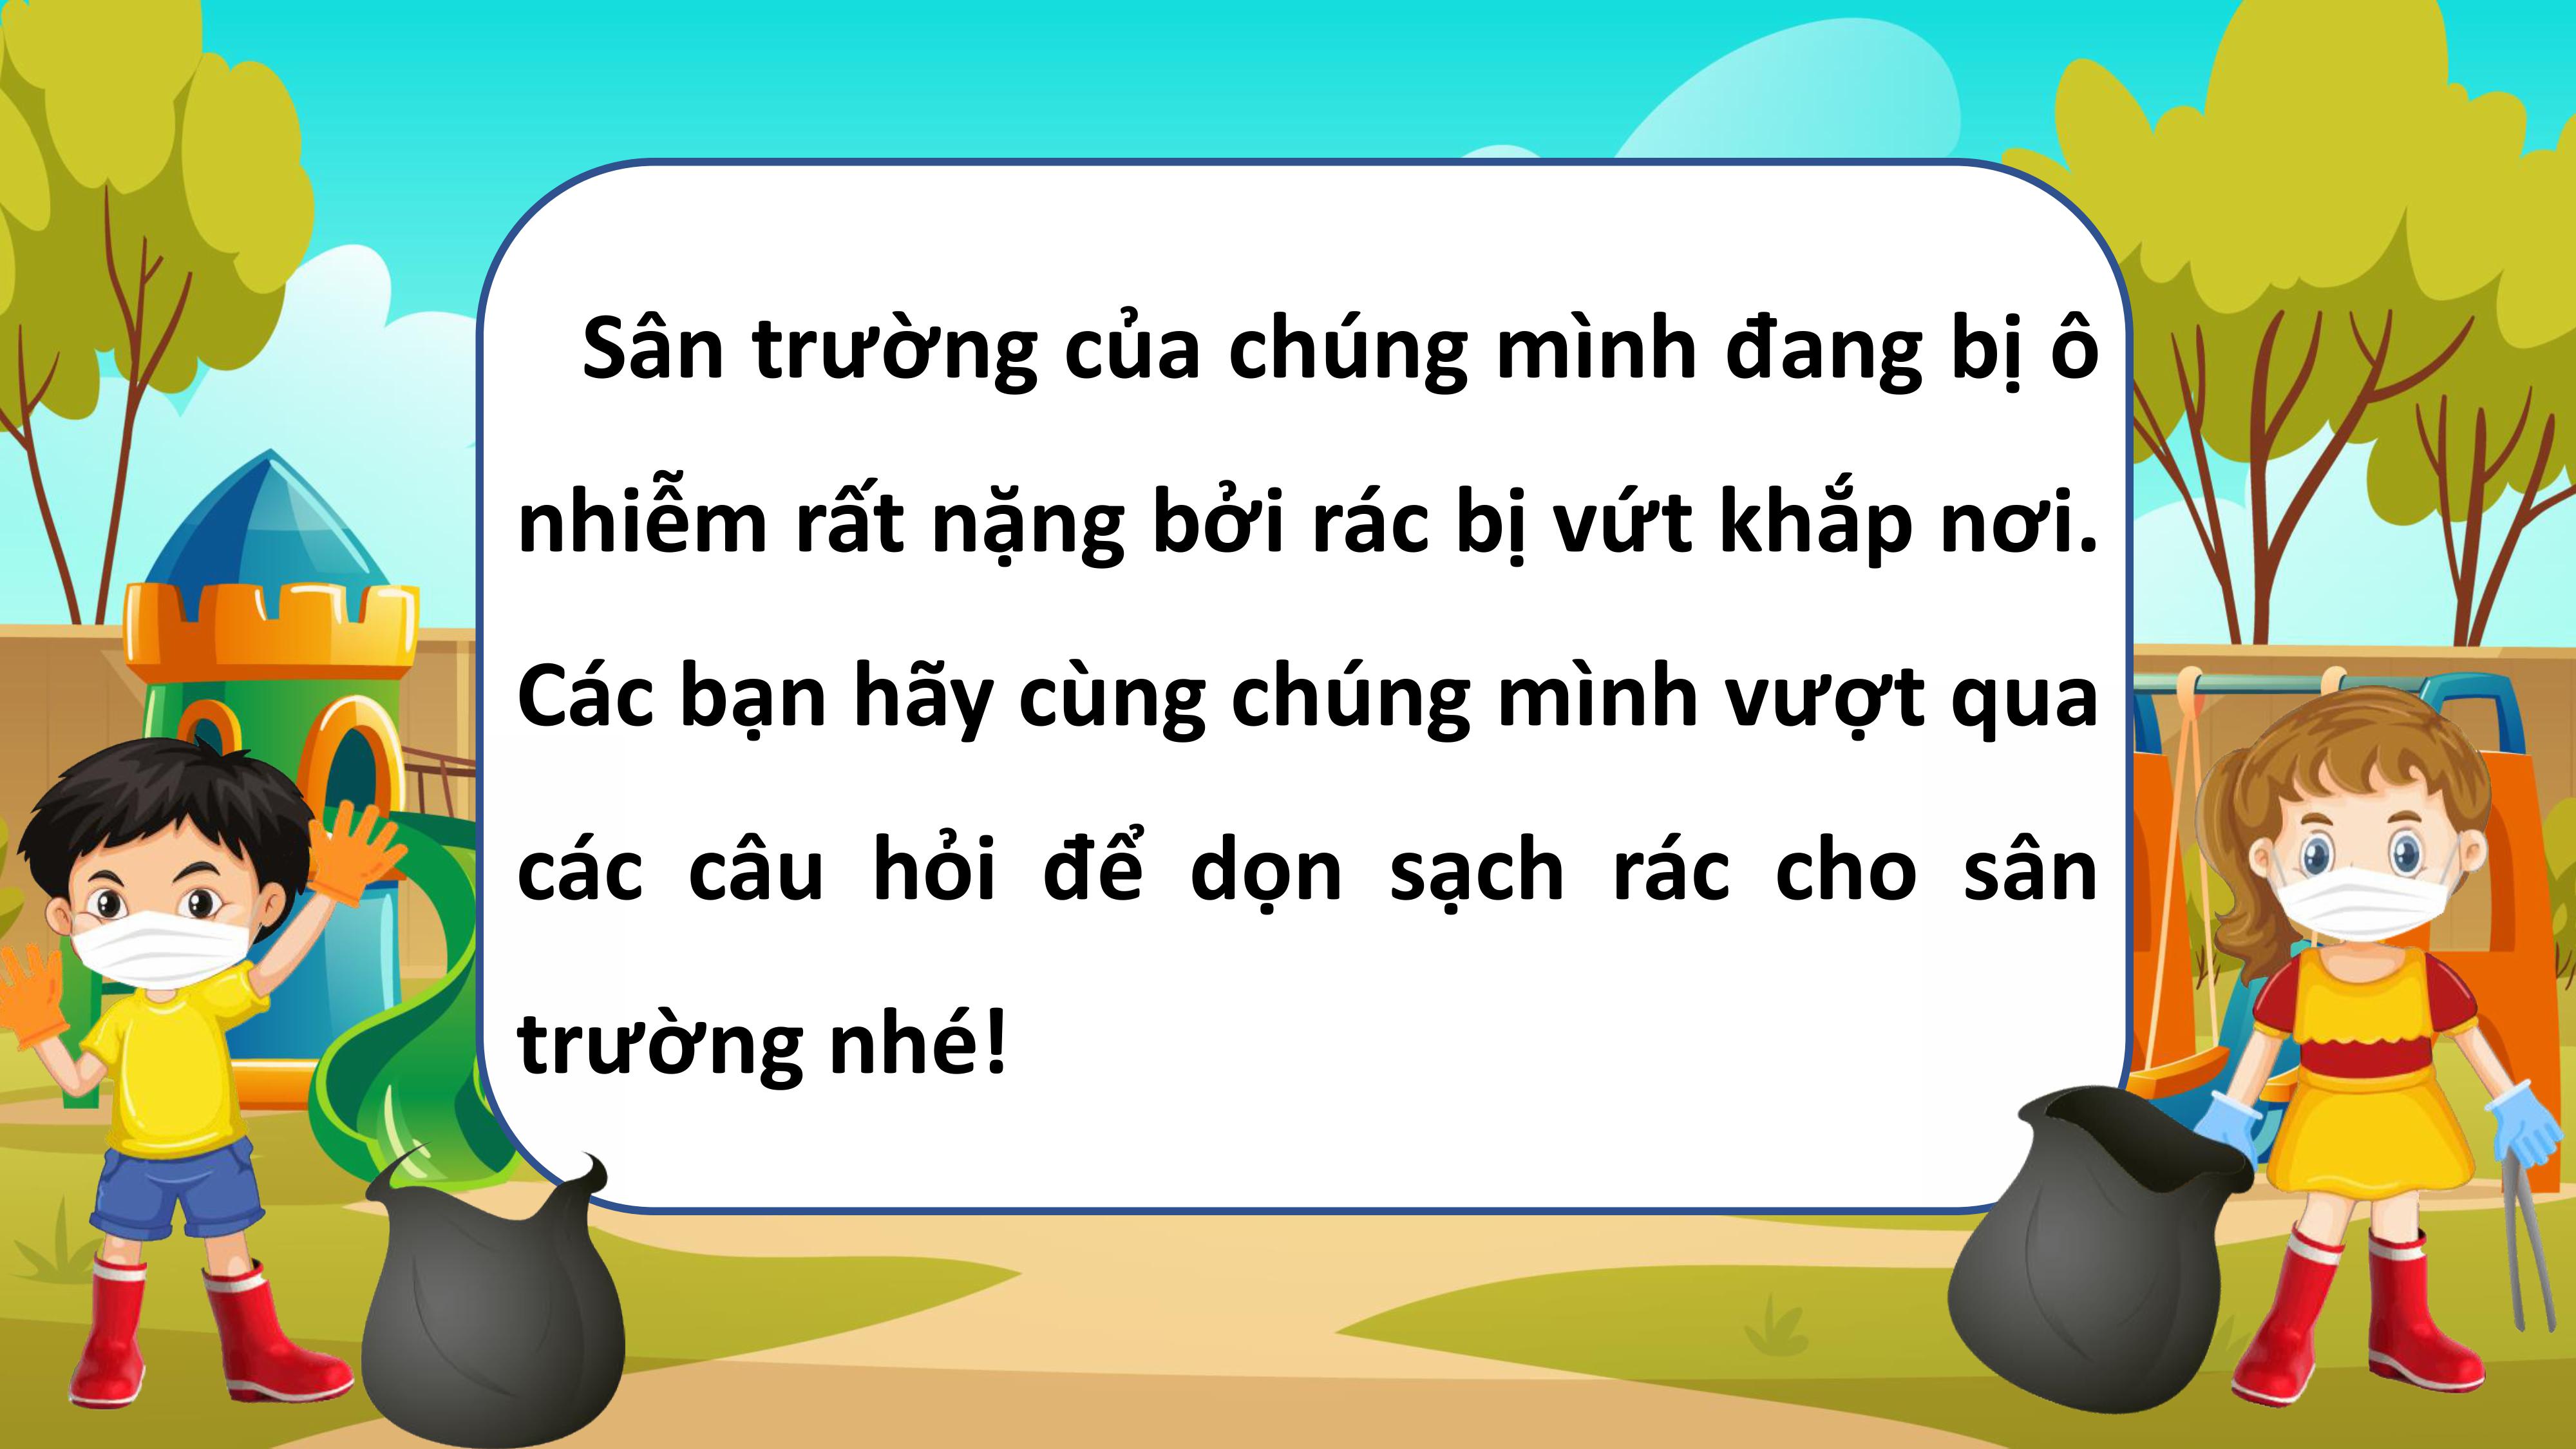 Sân trường của chúng mình đang bị ô
nhiễm rất nặng bởi rác bị vứt khắp nơi.
Các bạn hãy cùng chúng mình vượt qua
các câu hỏi để dọn sạch rác cho sân
trường nhé!